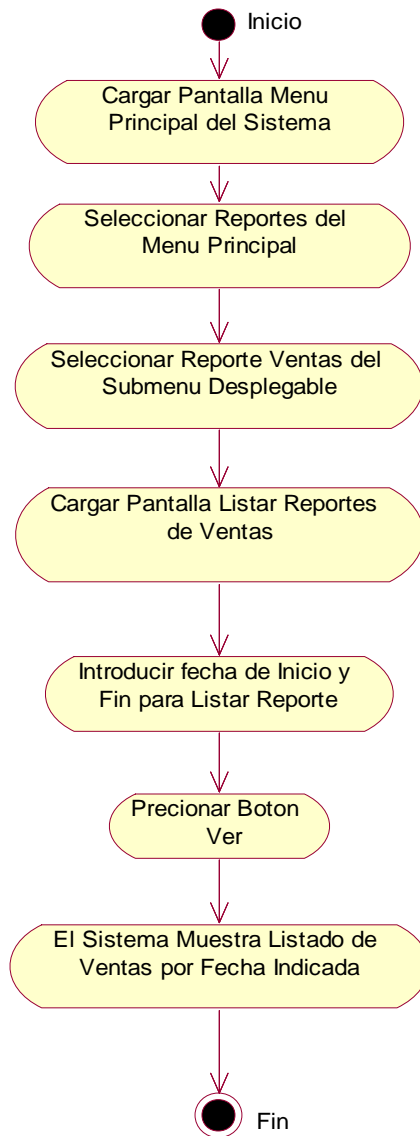 Inicio
Cargar Pantalla Menu
Principal del Sistema
Seleccionar Reportes del
Menu Principal
Seleccionar Reporte Ventas del
Submenu Desplegable
Cargar Pantalla Listar Reportes
de Ventas
Introducir fecha de Inicio y
Fin para Listar Reporte
Precionar Boton
Ver
El Sistema Muestra Listado de
Ventas por Fecha Indicada
Fin